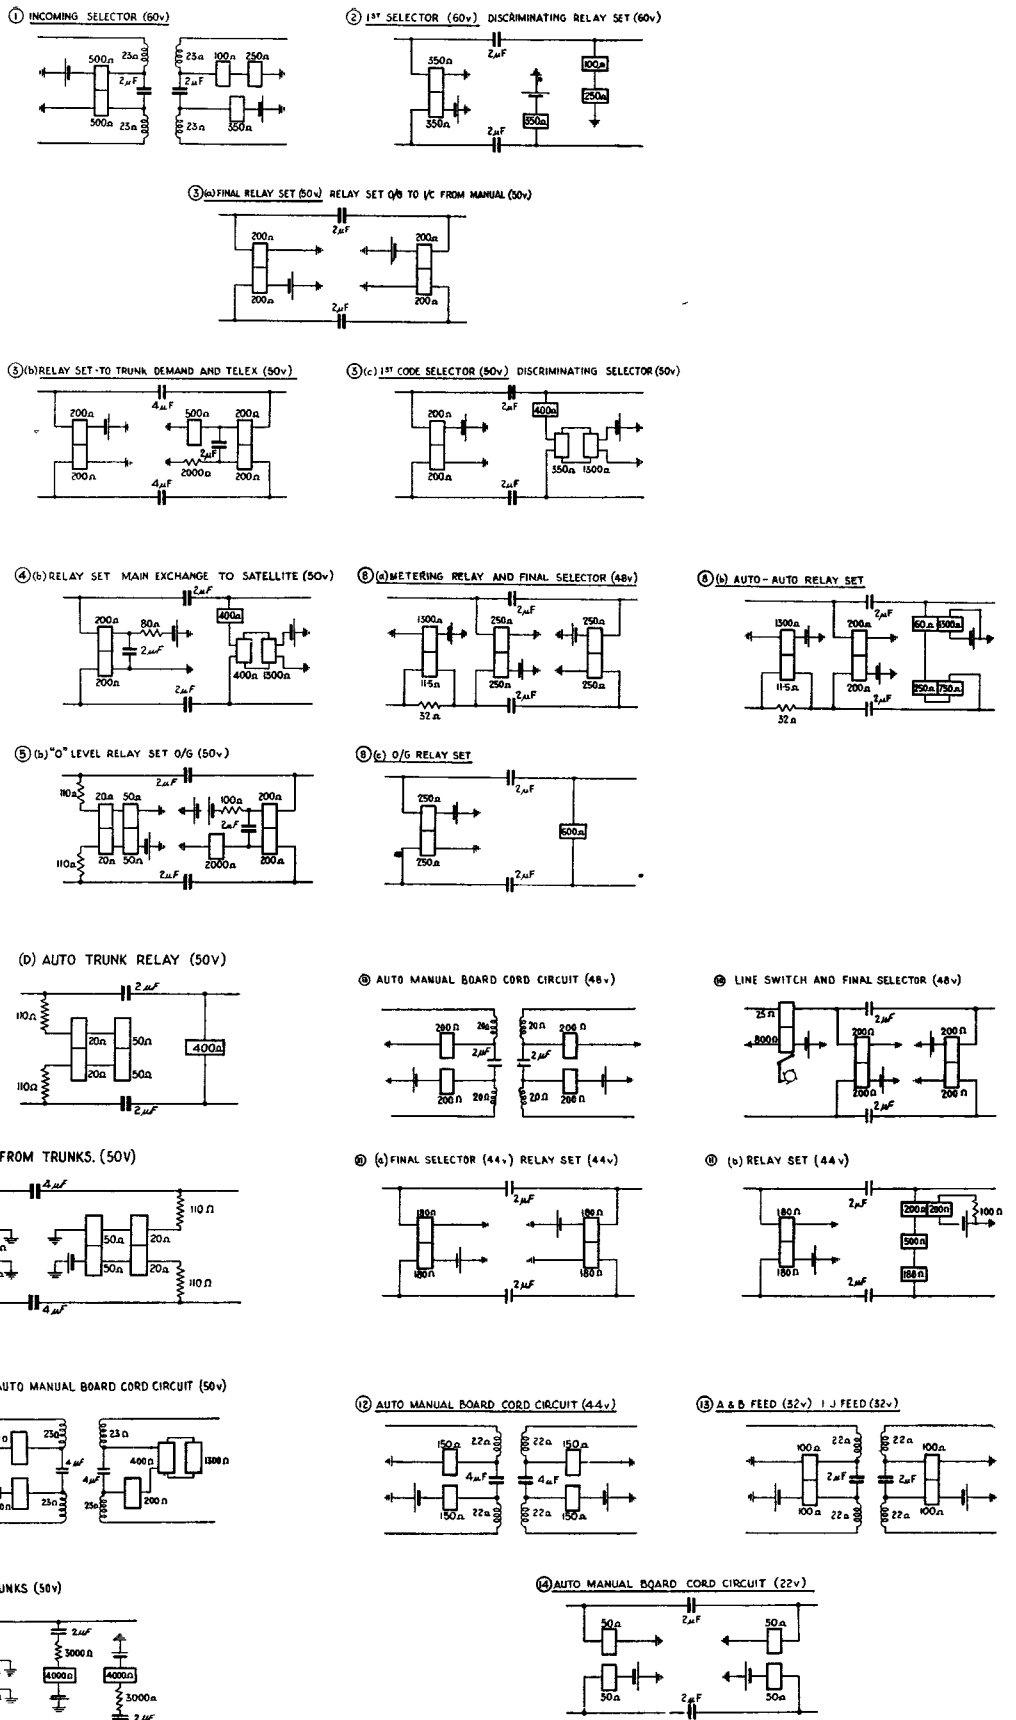 ① INCOMING SELECTOR (60v)
500Ω
23Ω
23Ω
100Ω 250Ω
2μF
2μF
500Ω
23Ω
23Ω
350Ω
② 1ST SELECTOR (60v) DISCRIMINATING RELAY SET (60v)
2μF
350Ω
100Ω
250Ω
350Ω
350Ω
2μF
③(a) FINAL RELAY SET (50v) RELAY SET O/G TO I/C FROM MANUAL (50v)
2μF
200Ω
200Ω
200Ω
200Ω
2μF
③(b) RELAY SET-TO TRUNK DEMAND AND TELEX (50v)
4μF
200Ω
500Ω
200Ω
2μF
2000Ω
200Ω
200Ω
4μF
③(c) 1ST CODE SELECTOR (50v) DISCRIMINATING SELECTOR (50v)
2μF
400Ω
200Ω
350Ω 1300Ω
200Ω
2μF
④(b) RELAY SET MAIN EXCHANGE TO SATELLITE (50v)
2μF
400Ω
200Ω
80Ω
2μF
400Ω 1300Ω
200Ω
2μF
⑧(a) METERING RELAY AND FINAL SELECTOR (48v)
2μF
1300Ω
250Ω
250Ω
11·5Ω
250Ω
250Ω
32Ω
2μF
⑧(b) AUTO-AUTO RELAY SET
2μF
1300Ω
200Ω
60Ω 1300Ω
11·5Ω
200Ω
250Ω 750Ω
32Ω
2μF
⑤(b) "O" LEVEL RELAY SET O/G (50v)
2μF
110Ω
20Ω 50Ω
100Ω
200Ω
2μF
20Ω 50Ω
2000Ω
200Ω
110Ω
2μF
⑧(c) O/G RELAY SET
2μF
250Ω
600Ω
250Ω
2μF
(D) AUTO TRUNK RELAY (50V)
2μF
110Ω
20Ω
50Ω
400Ω
20Ω
50Ω
110Ω
2μF
⑨ AUTO MANUAL BOARD CORD CIRCUIT (48v)
200Ω
20Ω
20Ω
200Ω
2μF
2μF
200Ω
20Ω
20Ω
200Ω
⑩ LINE SWITCH AND FINAL SELECTOR (48v)
25Ω
2μF
800Ω
200Ω
200Ω
200Ω
200Ω
2μF
FROM TRUNKS. (50V)
4μF
110Ω
50Ω
20Ω
50Ω
20Ω
110Ω
4μF
⑪ (a) FINAL SELECTOR (44v) RELAY SET (44v)
2μF
180Ω
180Ω
180Ω
180Ω
2μF
⑪ (b) RELAY SET (44v)
2μF
180Ω
200Ω 200Ω
100Ω
500Ω
180Ω
180Ω
2μF
AUTO MANUAL BOARD CORD CIRCUIT (50v)
23Ω
23Ω
4μF
4μF
400Ω
1300Ω
23Ω
23Ω
200Ω
⑫ AUTO MANUAL BOARD CORD CIRCUIT (44v)
150Ω
22Ω
22Ω
150Ω
4μF
4μF
150Ω
22Ω
22Ω
150Ω
⑬ A & B FEED (32v) I J FEED (32v)
100Ω
22Ω
22Ω
100Ω
2μF
2μF
100Ω
22Ω
22Ω
100Ω
UNKS (50v)
2μF
3000Ω
4000Ω
4000Ω
3000Ω
2μF
⑭ AUTO MANUAL BOARD CORD CIRCUIT (22v)
2μF
50Ω
50Ω
50Ω
50Ω
2μF